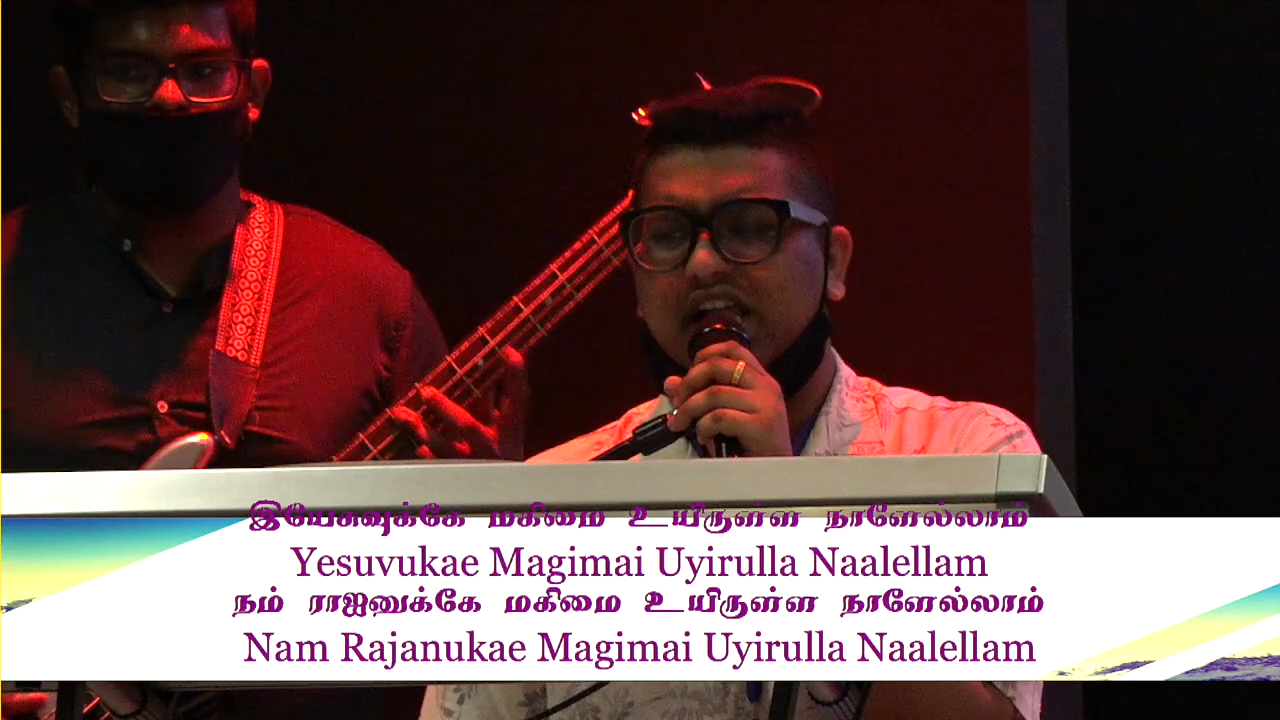 இயேசுவுக்கே மகிமை உயிருள்ள நாளேல்லாம்
Yesuvukae Magimai Uyirulla Naalellam
நம் ராஜனுக்கே மகிமை உயிருள்ள நாளேல்லாம்
Nam Rajanukae Magimai Uyirulla Naalellam